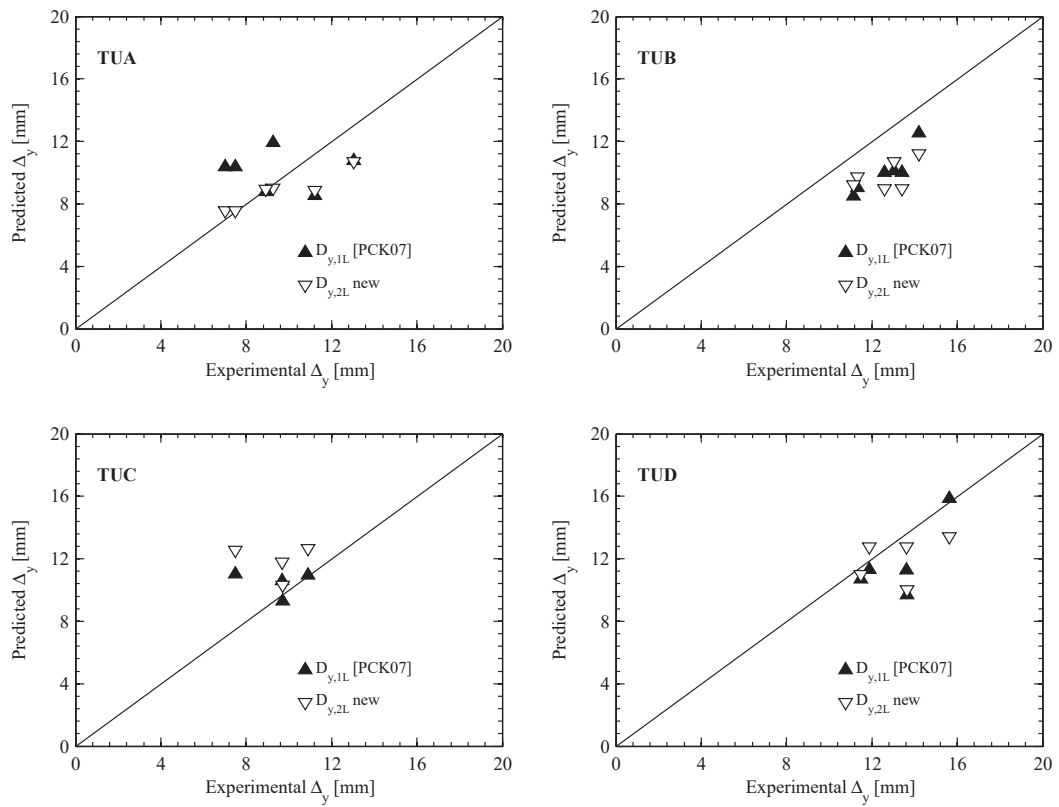 TUA
20
16
12
8
4
0
Predicted Δy [mm]
Dy,1L [PCK07]
Dy,2L new
0 4 8 12 16 20
Experimental Δy [mm]
TUB
20
16
12
8
4
0
Predicted Δy [mm]
Dy,1L [PCK07]
Dy,2L new
0 4 8 12 16 20
Experimental Δy [mm]
TUC
20
16
12
8
4
0
Predicted Δy [mm]
Dy,1L [PCK07]
Dy,2L new
0 4 8 12 16 20
Experimental Δy [mm]
TUD
20
16
12
8
4
0
Predicted Δy [mm]
Dy,1L [PCK07]
Dy,2L new
0 4 8 12 16 20
Experimental Δy [mm]